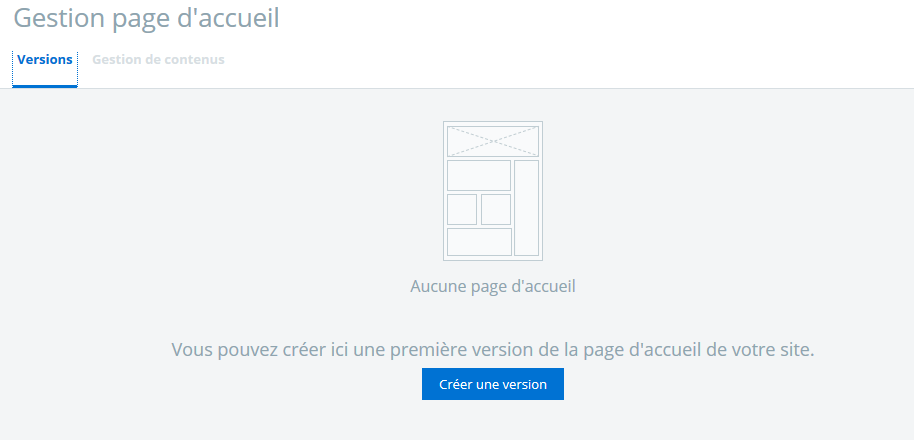 Gestion page d'accueil
Versions Gestion de contenus
Aucune page d'accueil
Vous pouvez créer ici une première version de la page d'accueil de votre site.
Créer une version